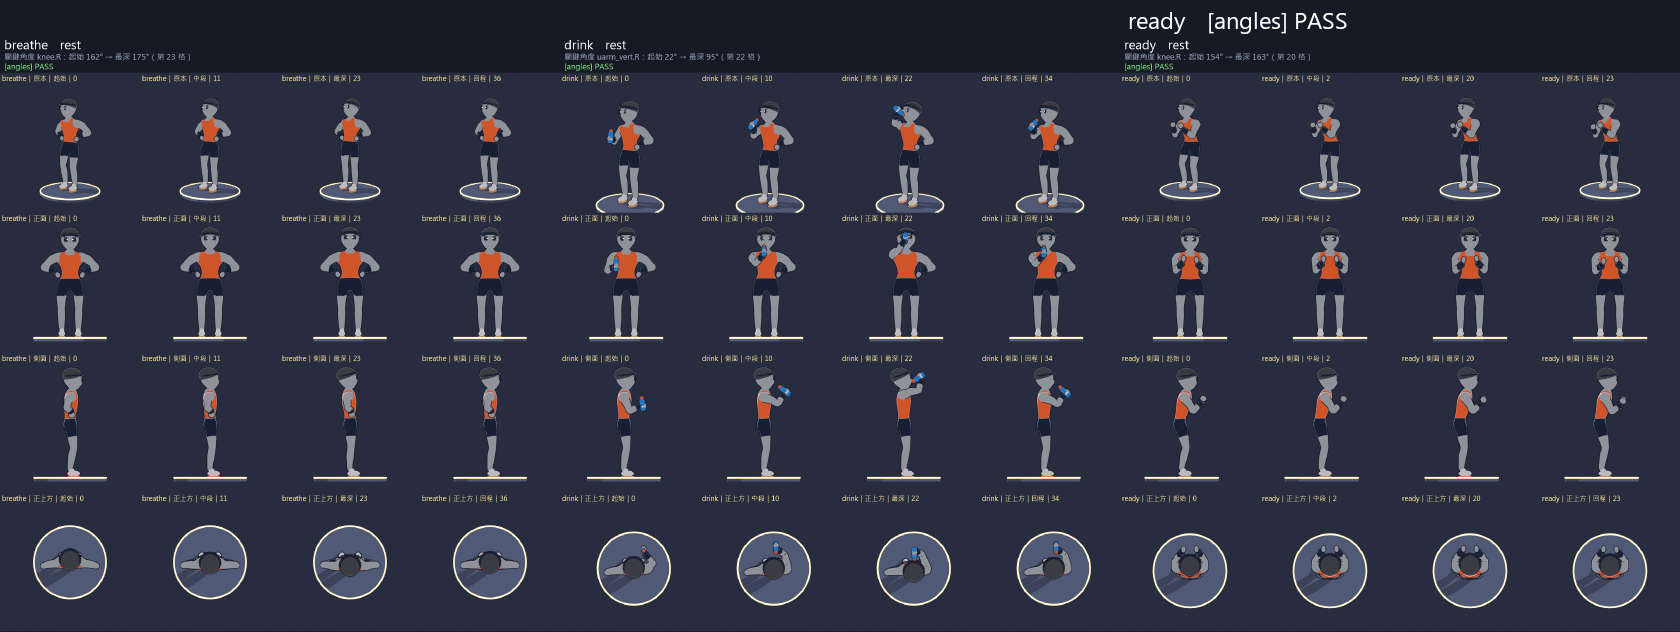 ready [angles] PASS
breathe rest
關鍵角度 knee.R：起始 162° → 最深 175°（第 23 格）
[angles] PASS
drink rest
關鍵角度 uarm_vert.R：起始 22° → 最深 95°（第 22 格）
[angles] PASS
ready rest
關鍵角度 knee.R：起始 154° → 最深 163°（第 20 格）
[angles] PASS
breathe | 原本 | 起始 | 0
breathe | 原本 | 中段 | 11
breathe | 原本 | 最深 | 23
breathe | 原本 | 回程 | 36
drink | 原本 | 起始 | 0
drink | 原本 | 中段 | 10
drink | 原本 | 最深 | 22
drink | 原本 | 回程 | 34
ready | 原本 | 起始 | 0
ready | 原本 | 中段 | 2
ready | 原本 | 最深 | 20
ready | 原本 | 回程 | 23
breathe | 正面 | 起始 | 0
breathe | 正面 | 中段 | 11
breathe | 正面 | 最深 | 23
breathe | 正面 | 回程 | 36
drink | 正面 | 起始 | 0
drink | 正面 | 中段 | 10
drink | 正面 | 最深 | 22
drink | 正面 | 回程 | 34
ready | 正面 | 起始 | 0
ready | 正面 | 中段 | 2
ready | 正面 | 最深 | 20
ready | 正面 | 回程 | 23
breathe | 側面 | 起始 | 0
breathe | 側面 | 中段 | 11
breathe | 側面 | 最深 | 23
breathe | 側面 | 回程 | 36
drink | 側面 | 起始 | 0
drink | 側面 | 中段 | 10
drink | 側面 | 最深 | 22
drink | 側面 | 回程 | 34
ready | 側面 | 起始 | 0
ready | 側面 | 中段 | 2
ready | 側面 | 最深 | 20
ready | 側面 | 回程 | 23
breathe | 正上方 | 起始 | 0
breathe | 正上方 | 中段 | 11
breathe | 正上方 | 最深 | 23
breathe | 正上方 | 回程 | 36
drink | 正上方 | 起始 | 0
drink | 正上方 | 中段 | 10
drink | 正上方 | 最深 | 22
drink | 正上方 | 回程 | 34
ready | 正上方 | 起始 | 0
ready | 正上方 | 中段 | 2
ready | 正上方 | 最深 | 20
ready | 正上方 | 回程 | 23